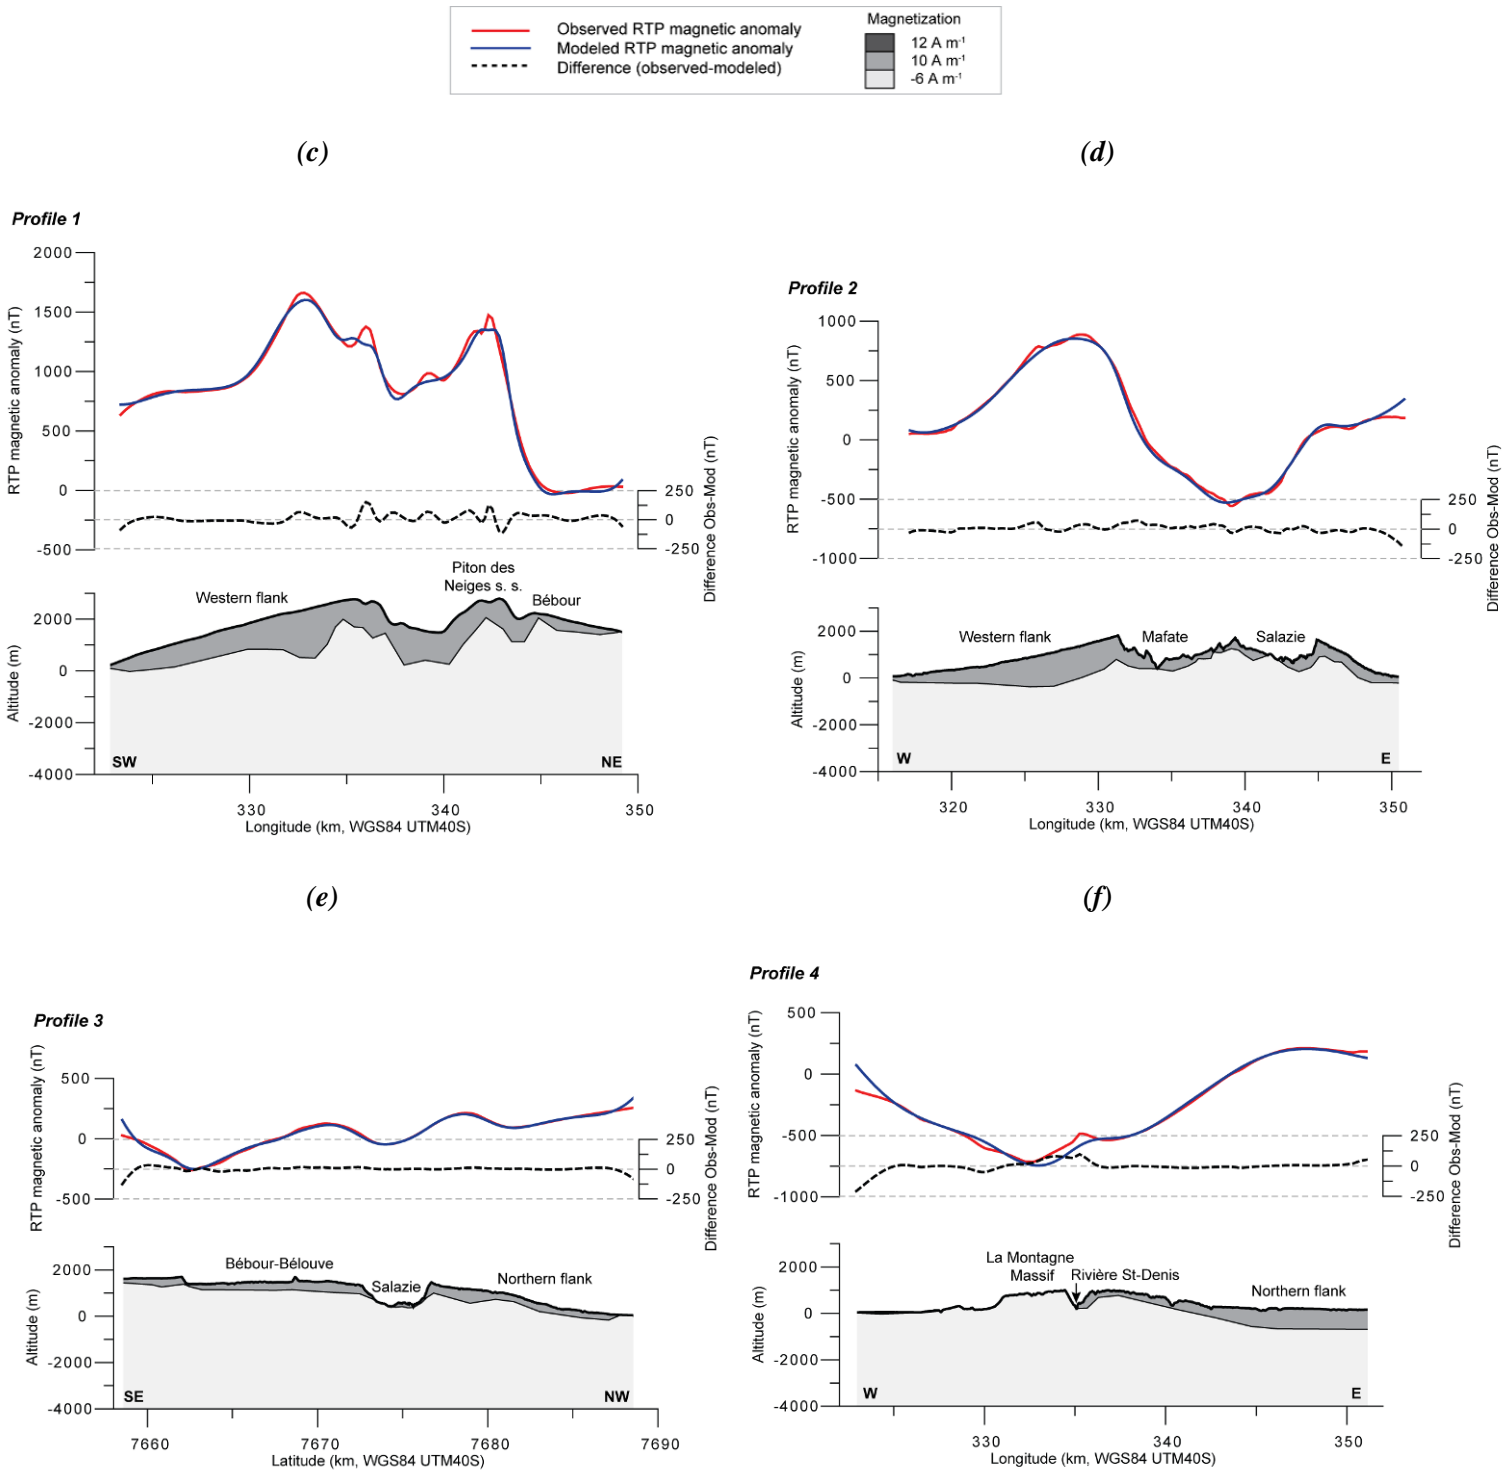 Observed RTP magnetic anomaly
Modeled RTP magnetic anomaly
Difference (observed-modeled)
Magnetization
12 A m⁻¹
10 A m⁻¹
-6 A m⁻¹
(c)
(d)
Profile 1
2000
1500
1000
500
0
-500
RTP magnetic anomaly (nT)
250
0
-250
Difference Obs-Mod (nT)
Piton des
Neiges s. s.
Western flank
Bébour
2000
0
-2000
-4000
Altitude (m)
SW
NE
330
340
350
Longitude (km, WGS84 UTM40S)
Profile 2
1000
500
0
-500
-1000
RTP magnetic anomaly (nT)
250
0
-250
Difference Obs-Mod (nT)
Western flank
Mafate
Salazie
2000
0
-2000
-4000
Altitude (m)
W
E
320
330
340
350
Longitude (km, WGS84 UTM40S)
(e)
(f)
Profile 3
500
0
-500
RTP magnetic anomaly (nT)
250
0
-250
Difference Obs-Mod (nT)
Bébour-Bélouve
Salazie
Northern flank
2000
0
-2000
-4000
Altitude (m)
SE
NW
7660
7670
7680
7690
Latitude (km, WGS84 UTM40S)
Profile 4
500
0
-500
-1000
RTP magnetic anomaly (nT)
250
0
-250
Difference Obs-Mod (nT)
La Montagne
Massif
Rivière St-Denis
Northern flank
2000
0
-2000
-4000
Altitude (m)
W
E
330
340
350
Longitude (km, WGS84 UTM40S)